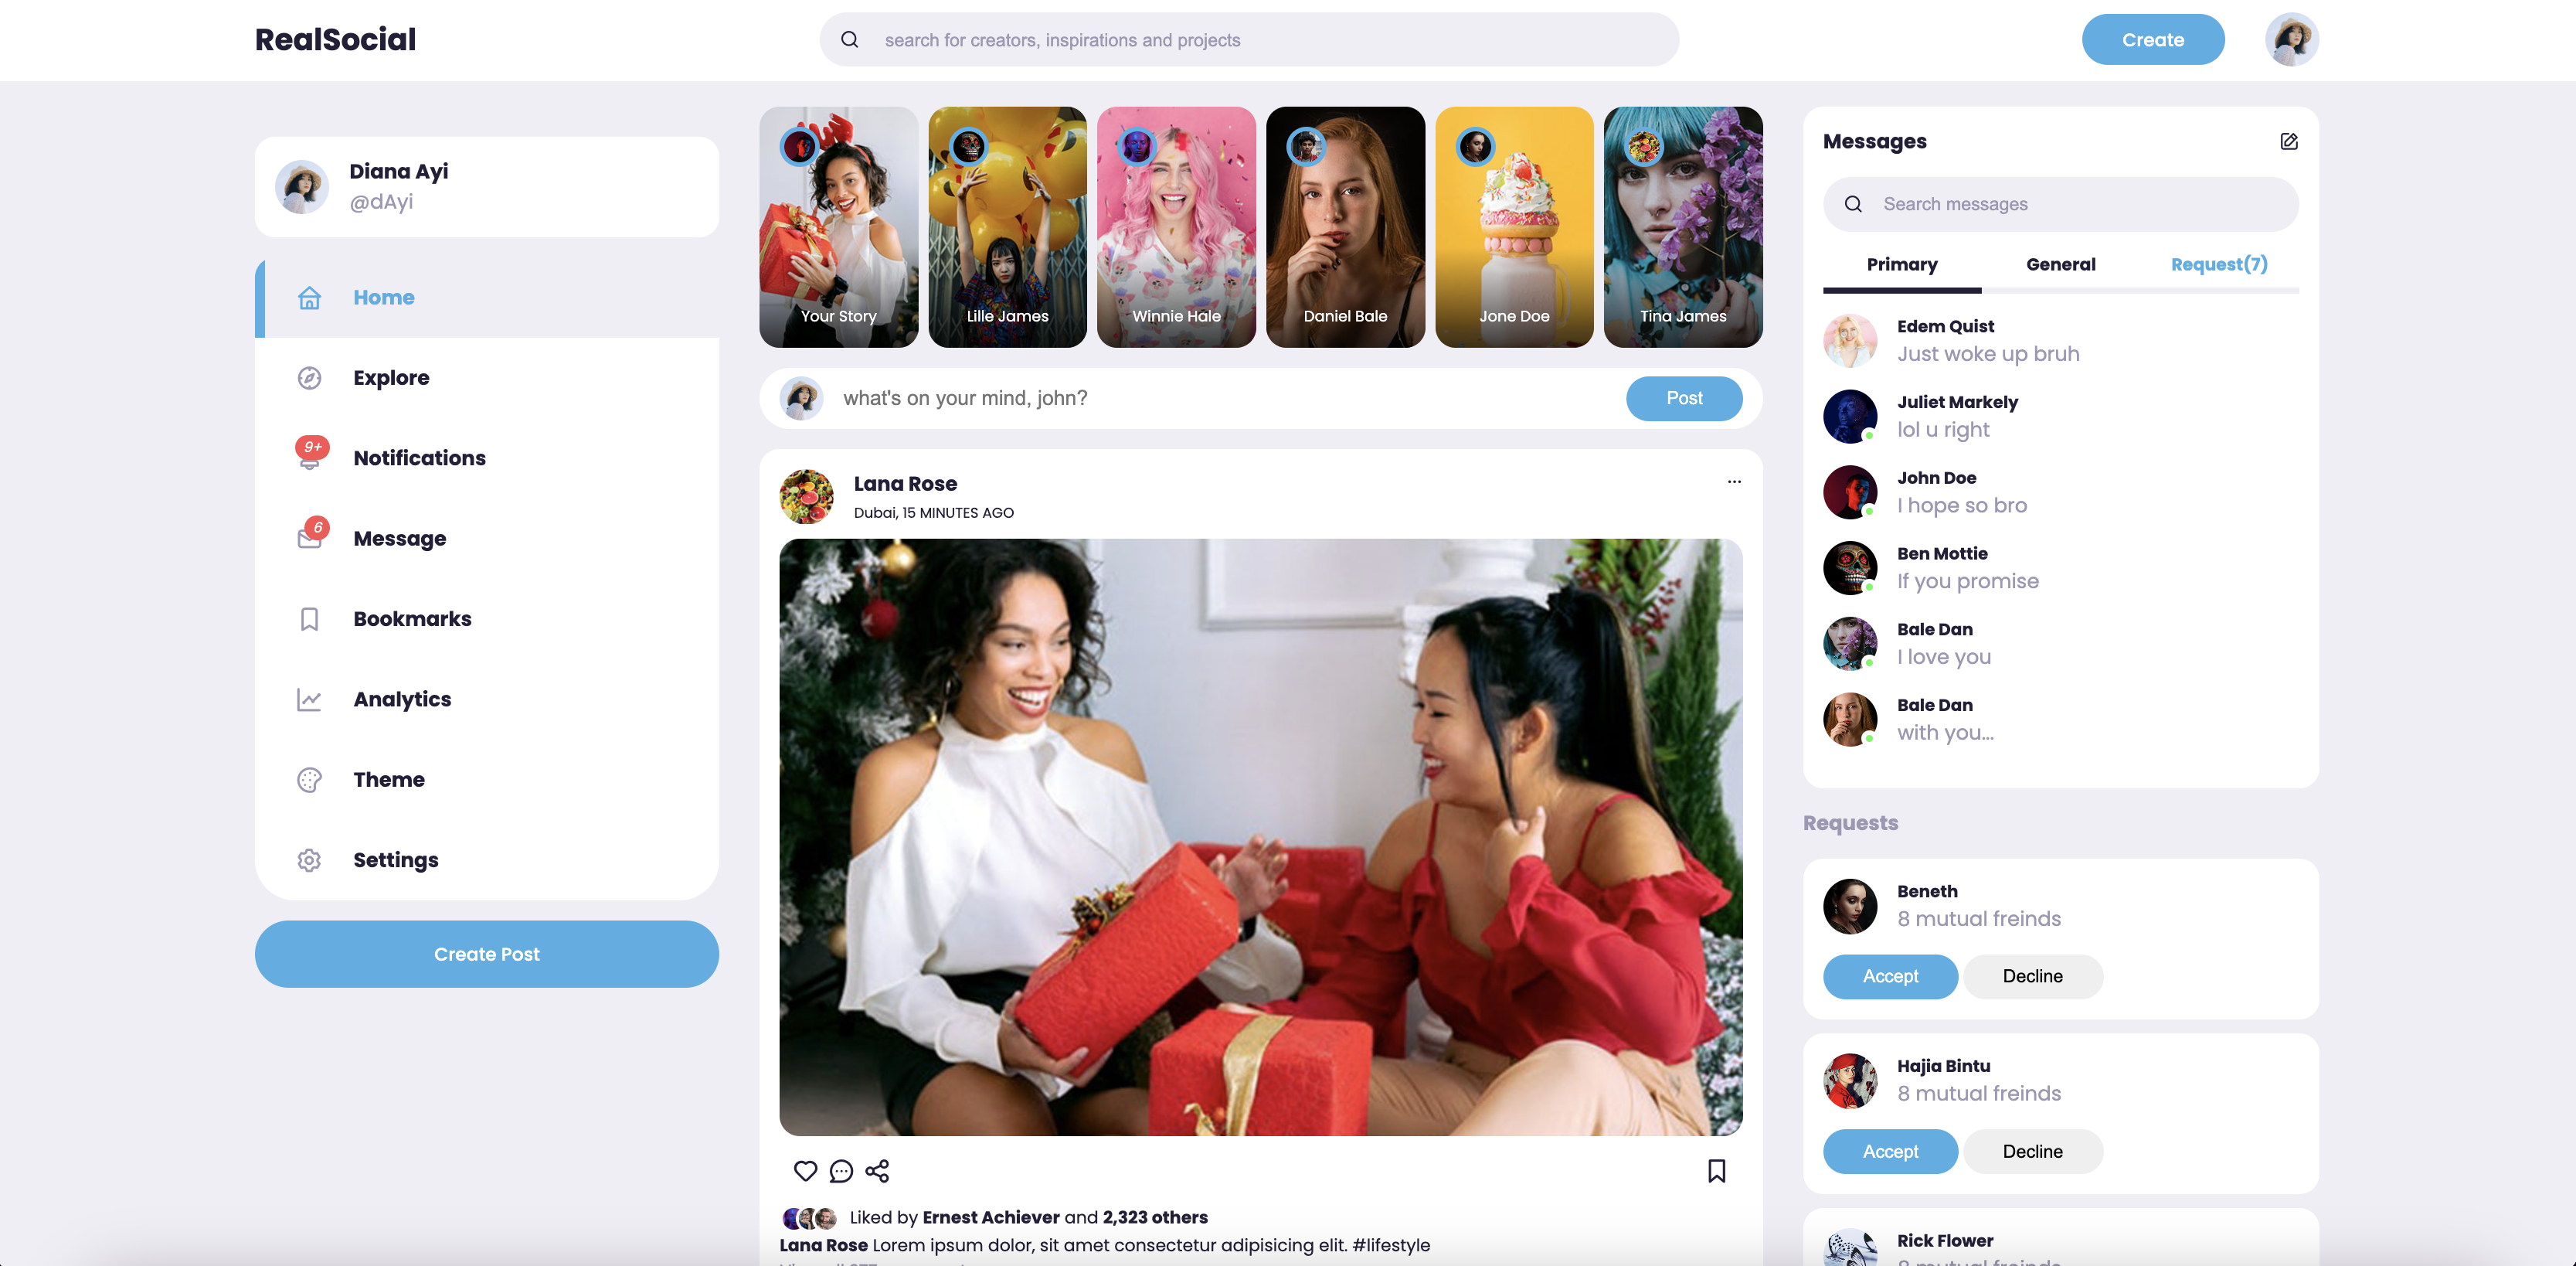 RealSocial
search for creators, inspirations and projects
Create
Diana Ayi
@dAyi
Home
Explore
9+
Notifications
6
Message
Bookmarks
Analytics
Theme
Settings
Create Post
Your Story
Lille James
Winnie Hale
Daniel Bale
Jone Doe
Tina James
what's on your mind, john?
Post
Lana Rose
Dubai, 15 MINUTES AGO
Liked by Ernest Achiever and 2,323 others
Lana Rose Lorem ipsum dolor, sit amet consectetur adipisicing elit. #lifestyle
Messages
Search messages
Primary
General
Request(7)
Edem Quist
Just woke up bruh
Juliet Markely
lol u right
John Doe
I hope so bro
Ben Mottie
If you promise
Bale Dan
I love you
Bale Dan
with you...
Requests
Beneth
8 mutual freinds
Accept
Decline
Hajia Bintu
8 mutual freinds
Accept
Decline
Rick Flower
8 mutual freinds